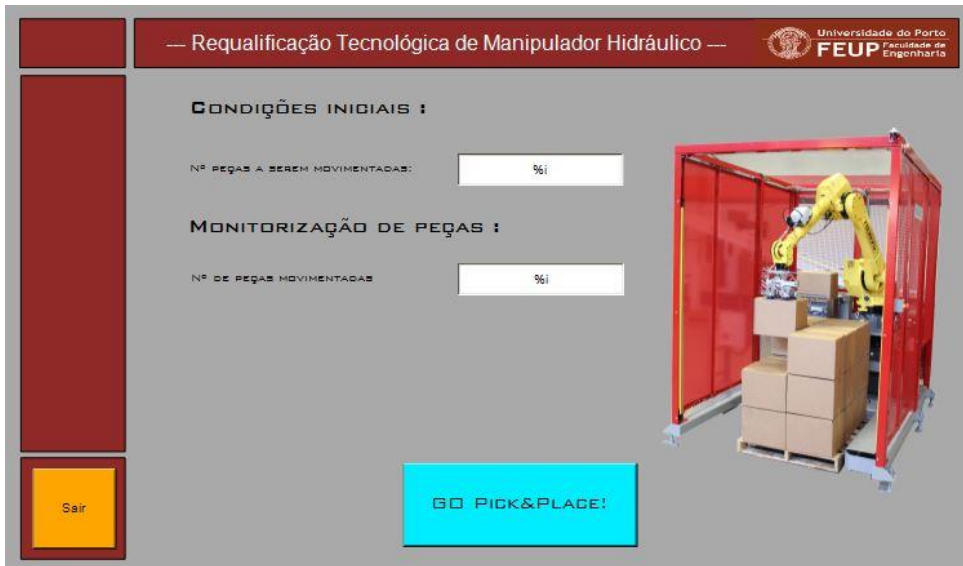 --- Requalificação Tecnológica de Manipulador Hidráulico ---
Universidade do Porto
FEUP Faculdade de Engenharia
Condições iniciais :
Nº peças a serem movimentadas:
%i
Monitorização de peças :
Nº de peças movimentadas
%i
Sair
GO Pick&Place!